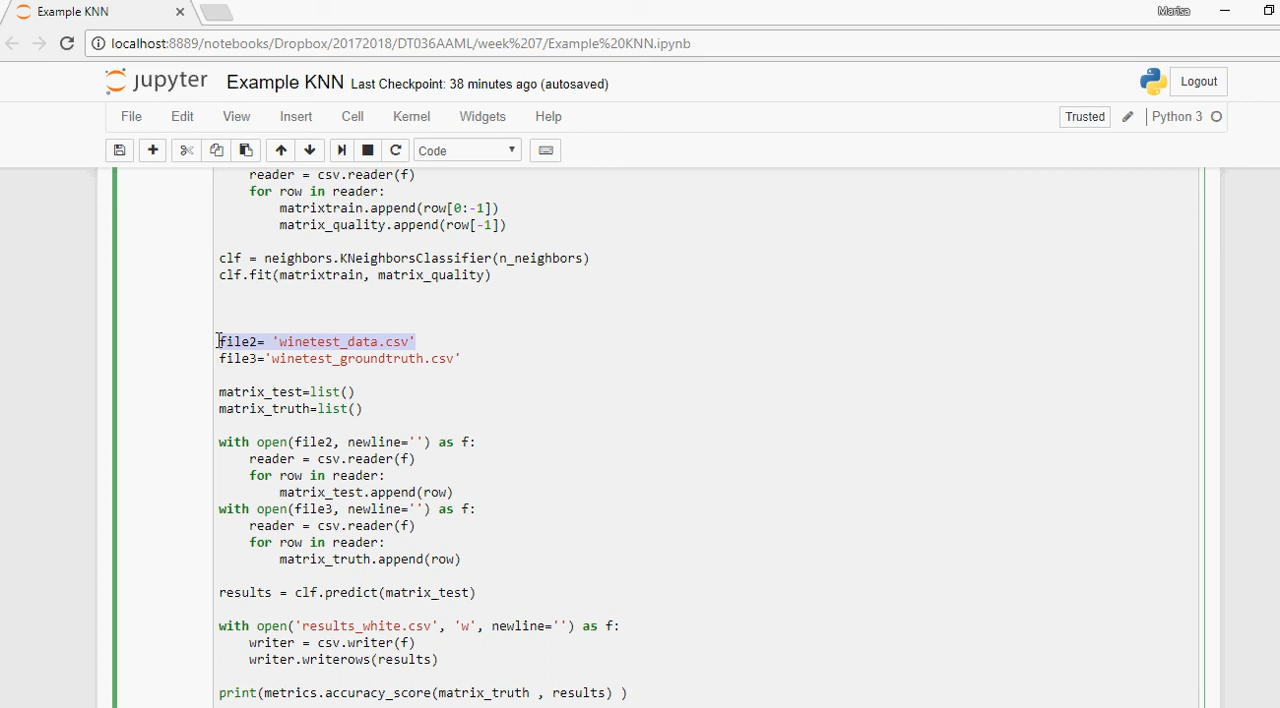 Example KNN
Marisa
localhost:8889/notebooks/Dropbox/20172018/DT036AAML/week%207/Example%20KNN.ipynb
jupyter Example KNN Last Checkpoint: 38 minutes ago (autosaved)
Logout
File Edit View Insert Cell Kernel Widgets Help
Trusted Python 3
Code
reader = csv.reader(f)
for row in reader:
matrixtrain.append(row[0:-1])
matrix_quality.append(row[-1])
clf = neighbors.KNeighborsClassifier(n_neighbors)
clf.fit(matrixtrain, matrix_quality)
file2= 'winetest_data.csv'
file3='winetest_groundtruth.csv'
matrix_test=list()
matrix_truth=list()
with open(file2, newline='') as f:
reader = csv.reader(f)
for row in reader:
matrix_test.append(row)
with open(file3, newline='') as f:
reader = csv.reader(f)
for row in reader:
matrix_truth.append(row)
results = clf.predict(matrix_test)
with open('results_white.csv', 'w', newline='') as f:
writer = csv.writer(f)
writer.writerows(results)
print(metrics.accuracy_score(matrix_truth , results) )